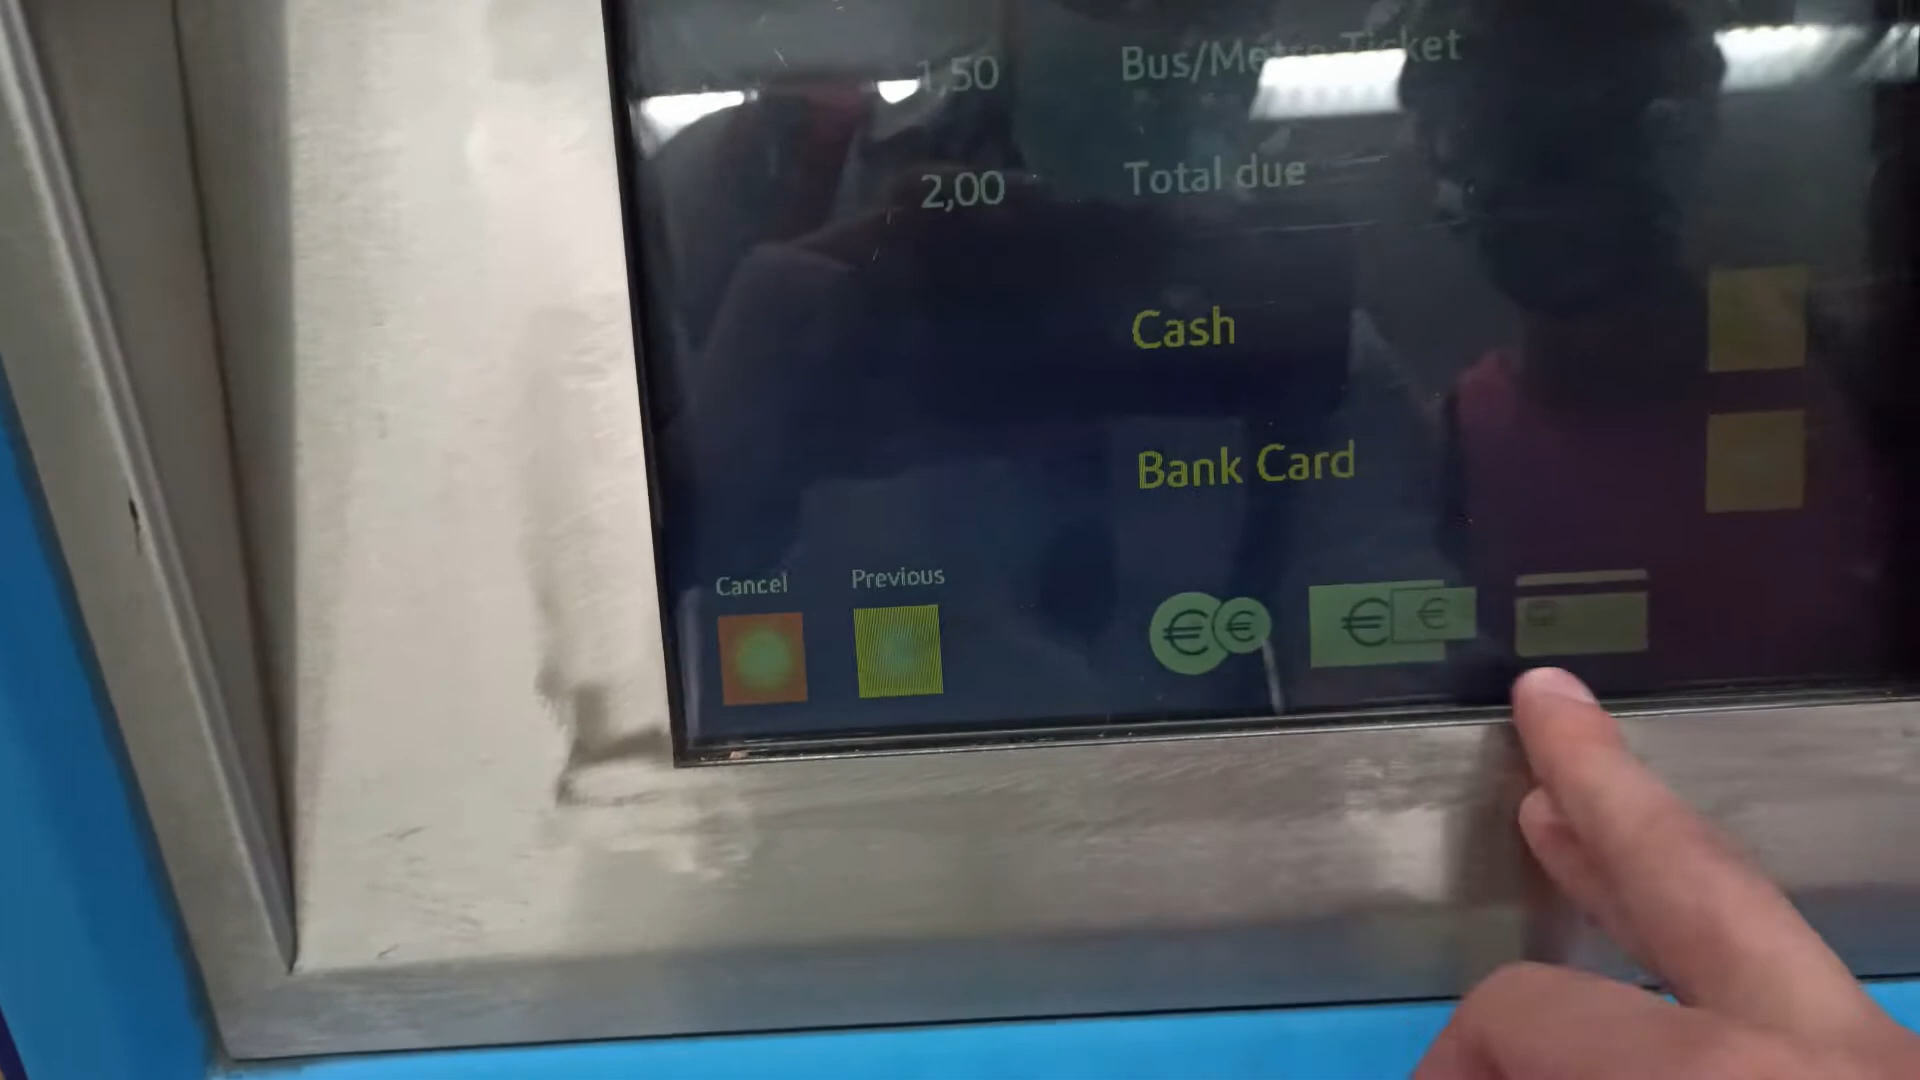 1,50 Bus/Metro Ticket
2,00 Total due
Cash
Bank Card
Cancel Previous
€ € € €